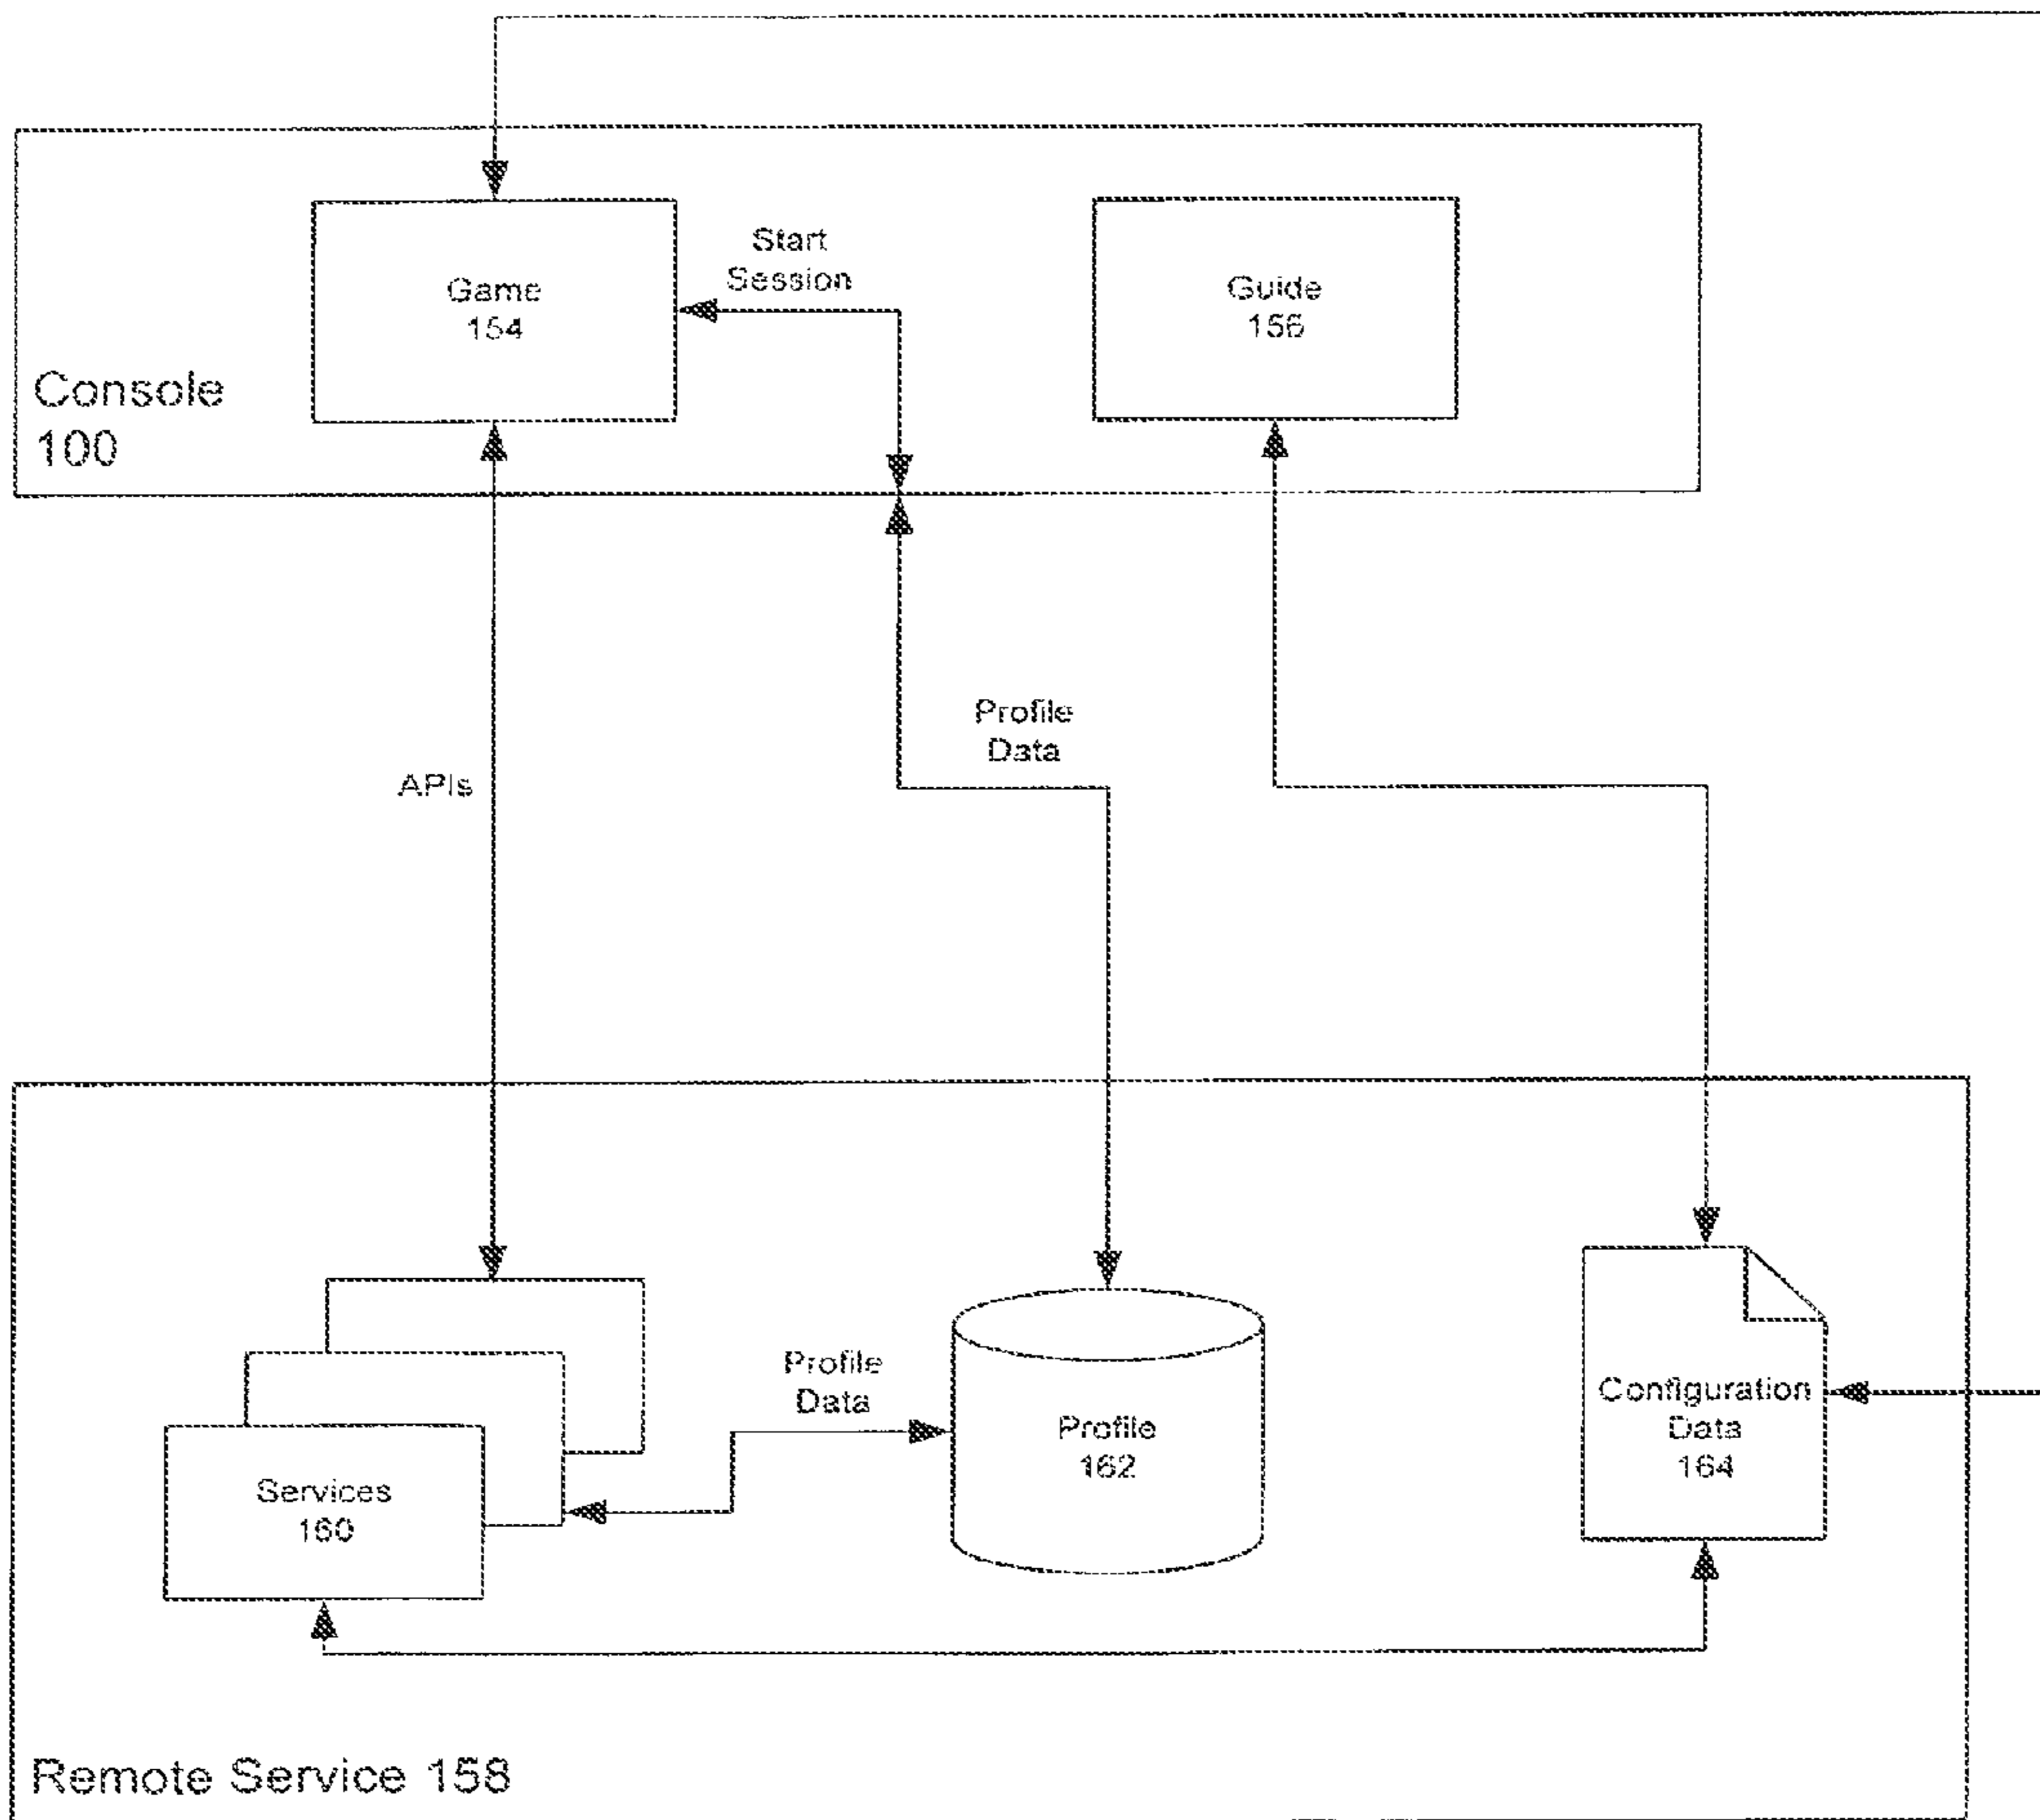 Start
Session
Game
154
Guide
156
Console
100
Profile
Data
APIs
Profile
Data
Configuration
Data
164
Profile
162
Services
160
Remote Service 158